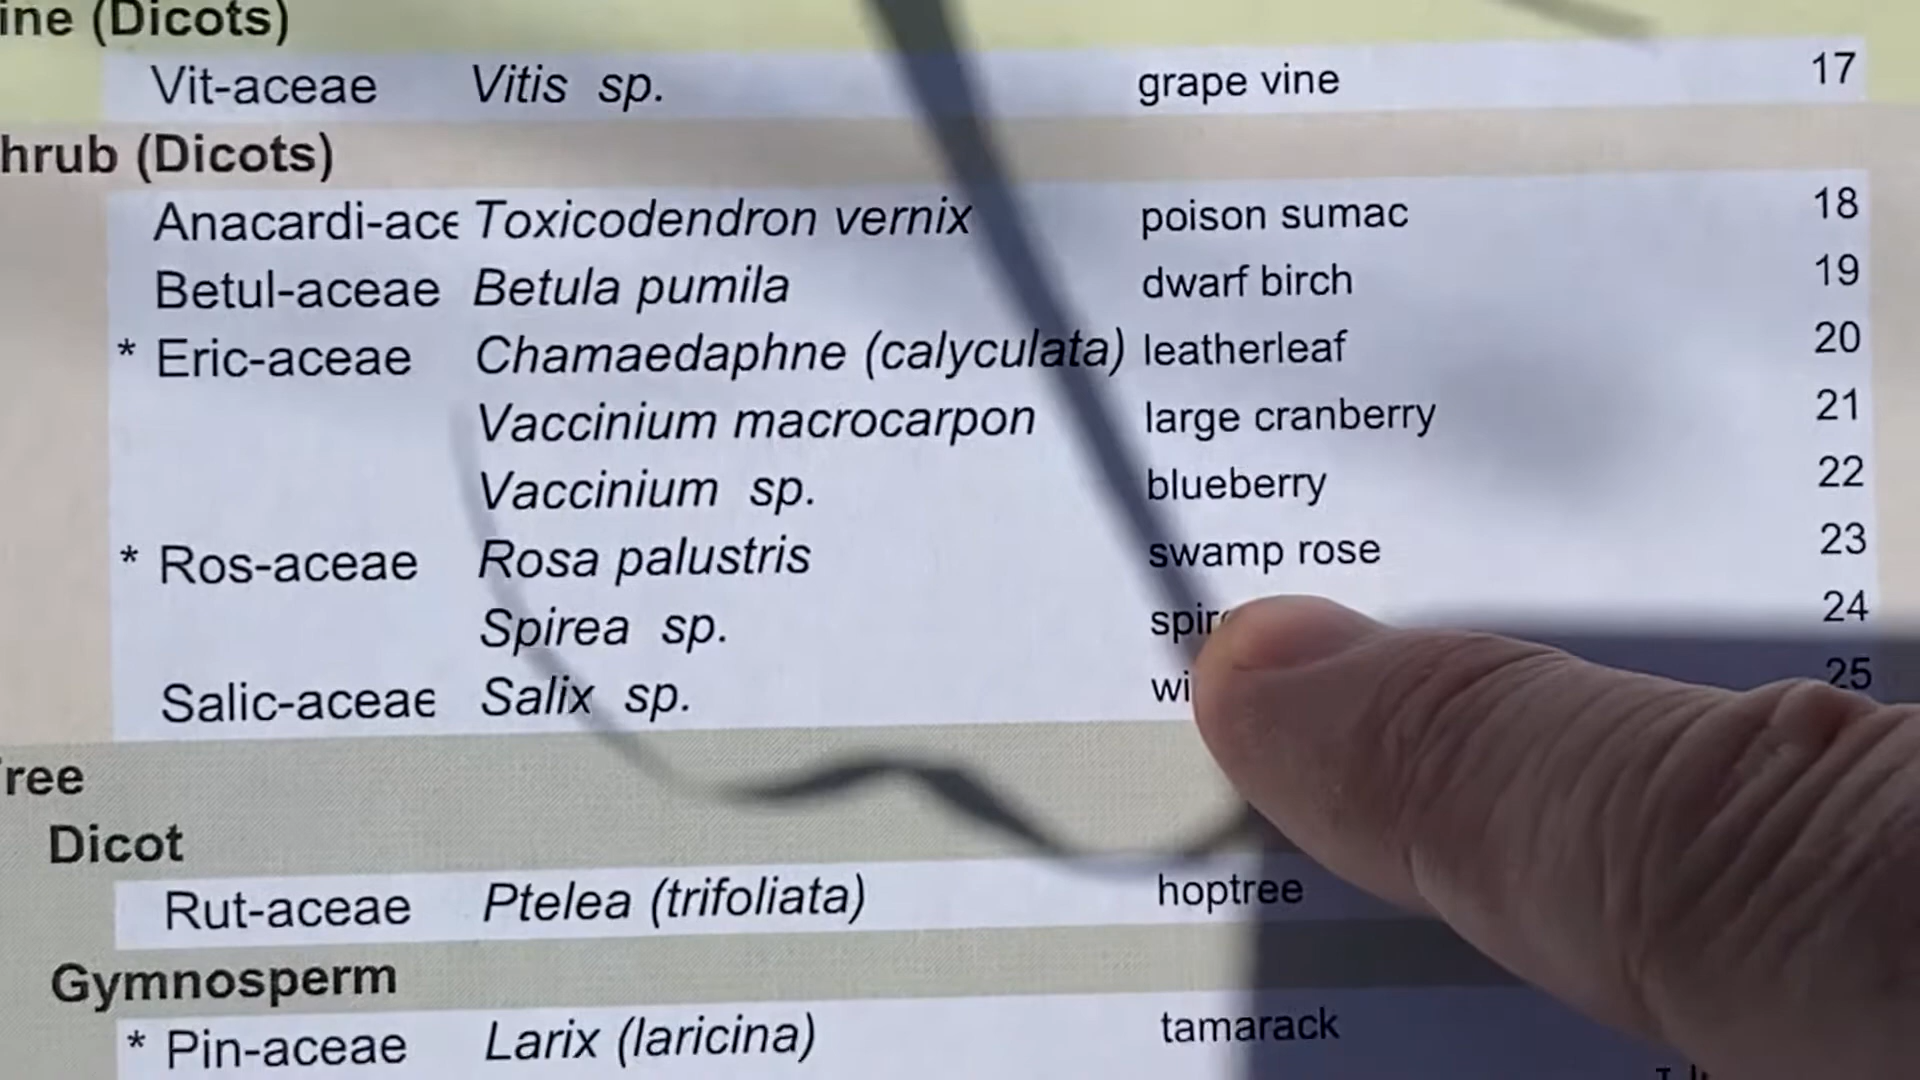 ine (Dicots)
Vit-aceae Vitis sp. grape vine 17
hrub (Dicots)
Anacardi-ace Toxicodendron vernix poison sumac 18
Betul-aceae Betula pumila dwarf birch 19
* Eric-aceae Chamaedaphne (calyculata) leatherleaf 20
Vaccinium macrocarpon large cranberry 21
Vaccinium sp. blueberry 22
* Ros-aceae Rosa palustris swamp rose 23
Spirea sp. spir 24
Salic-aceae Salix sp. wi 25
ree
Dicot
Rut-aceae Ptelea (trifoliata) hoptree
Gymnosperm
* Pin-aceae Larix (laricina) tamarack